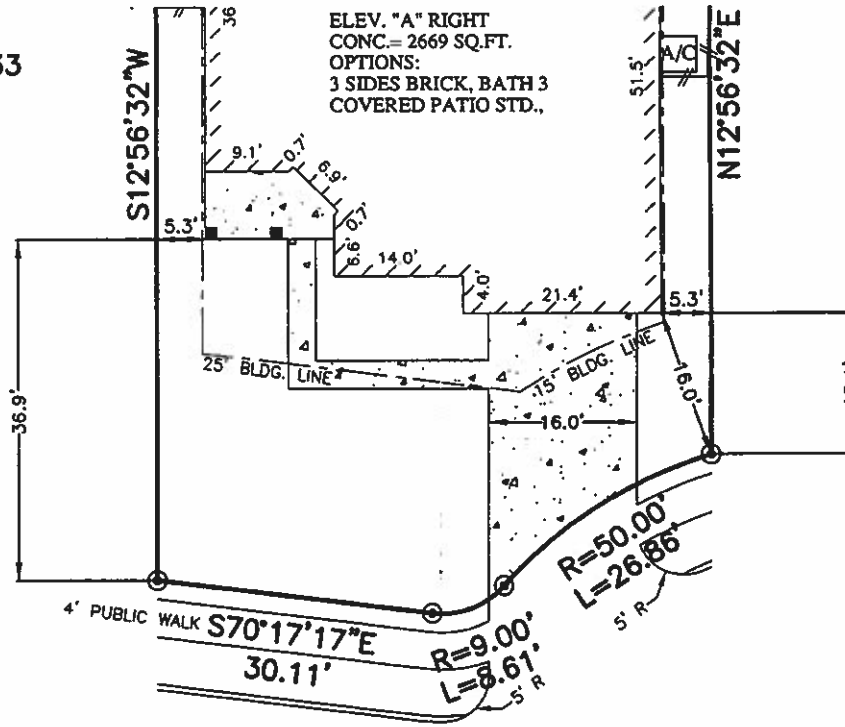 ELEV. "A" RIGHT
CONC.= 2669 SQ.FT.
OPTIONS:
3 SIDES BRICK, BATH 3
COVERED PATIO STD.,
36
33
S12°56'32"W
N12°56'32"E
A/C
51.5'
9.1'
0.7'
6.9'
0.7'
6.6'
5.3'
14.0'
4.0'
21.4'
5.3'
25' BLDG. LINE
15' BLDG. LINE
16.0'
16.0'
36.9'
R=50.00'
L=26.86'
5' R
4' PUBLIC WALK
S70°17'17"E
30.11'
R=9.00'
L=8.61'
5' R